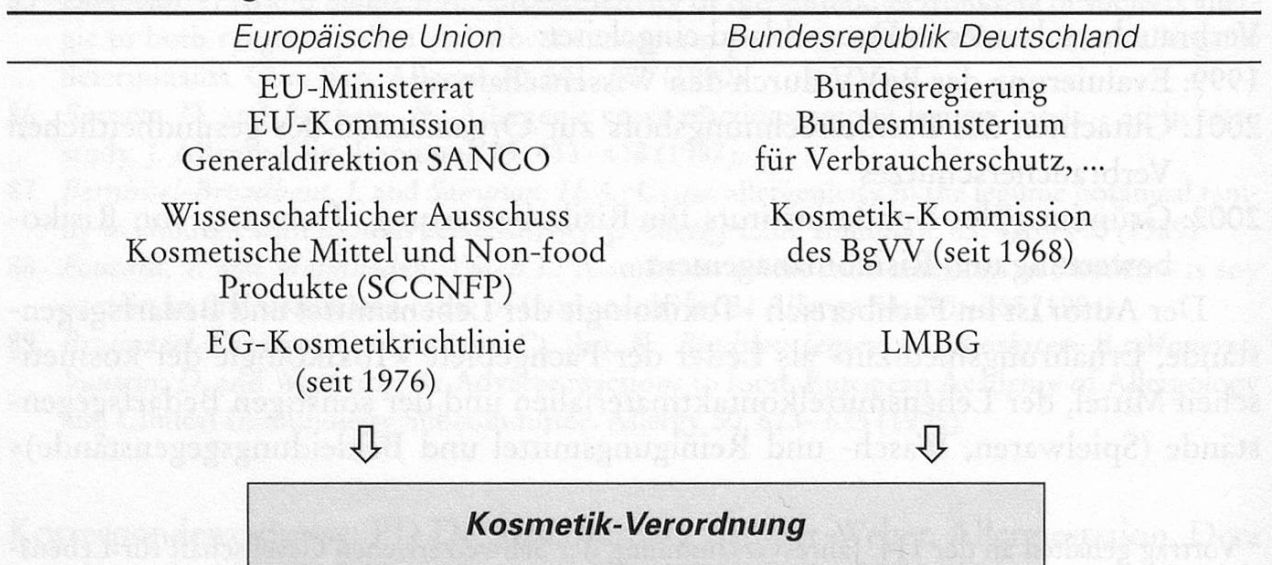 Europäische Union
EU-Ministerrat
EU-Kommission
Generaldirektion SANCO
Wissenschaftlicher Ausschuss
Kosmetische Mittel und Non-food
Produkte (SCCNFP)
EG-Kosmetikrichtlinie
(seit 1976)
Bundesrepublik Deutschland
Bundesregierung
Bundesministerium
für Verbraucherschutz, ...
Kosmetik-Kommission
des BgVV (seit 1968)
LMBG
Kosmetik-Verordnung